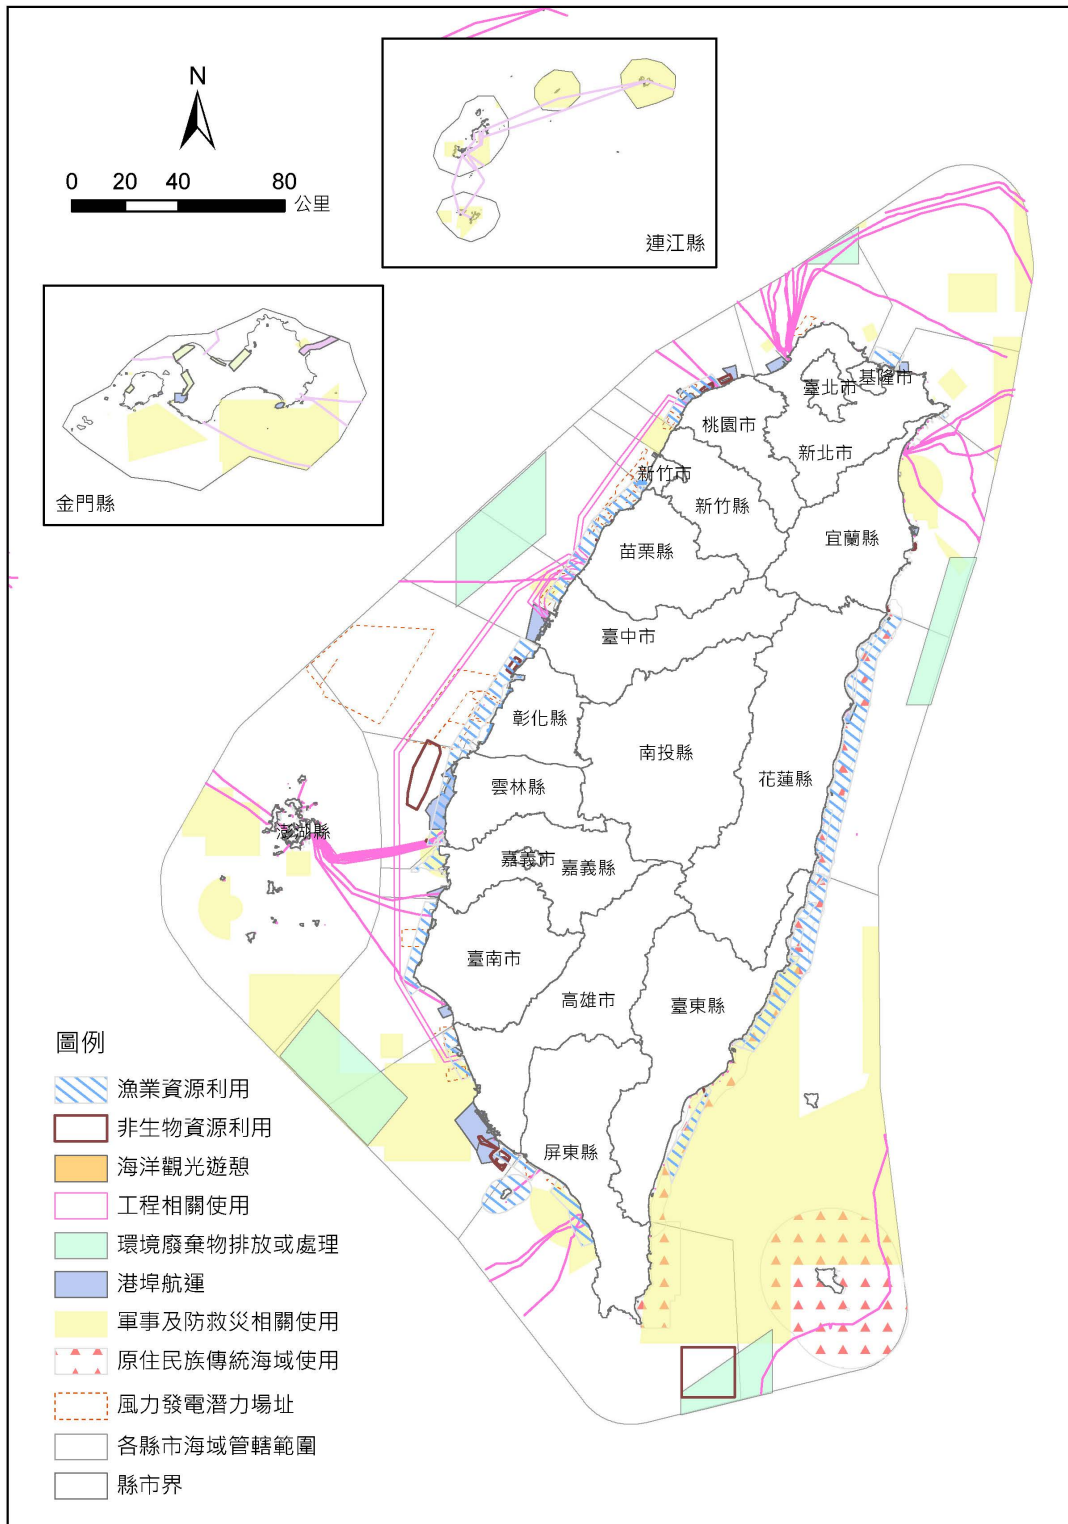 N
0 20 40 80
公里
連江縣
金門縣
基隆市
臺北市
桃園市
新北市
新竹市
新竹縣
宜蘭縣
苗栗縣
臺中市
彰化縣
南投縣
花蓮縣
雲林縣
澎湖縣
嘉義市
嘉義縣
臺南市
高雄市
臺東縣
屏東縣
圖例
漁業資源利用
非生物資源利用
海洋觀光遊憩
工程相關使用
環境廢棄物排放或處理
港埠航運
軍事及防救災相關使用
原住民族傳統海域使用
風力發電潛力場址
各縣市海域管轄範圍
縣市界